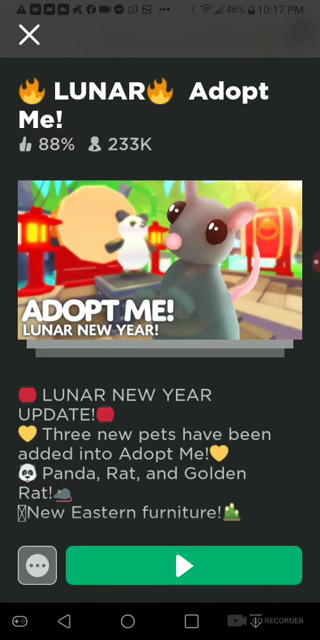 46% 10:17 PM
🔥 LUNAR🔥 Adopt
Me!
88% 233K
ADOPT ME!
LUNAR NEW YEAR!
🏮 LUNAR NEW YEAR
UPDATE!🏮
💛 Three new pets have been
added into Adopt Me!💛
🐼 Panda, Rat, and Golden
Rat!🐀
New Eastern furniture!🎍
GO RECORDER